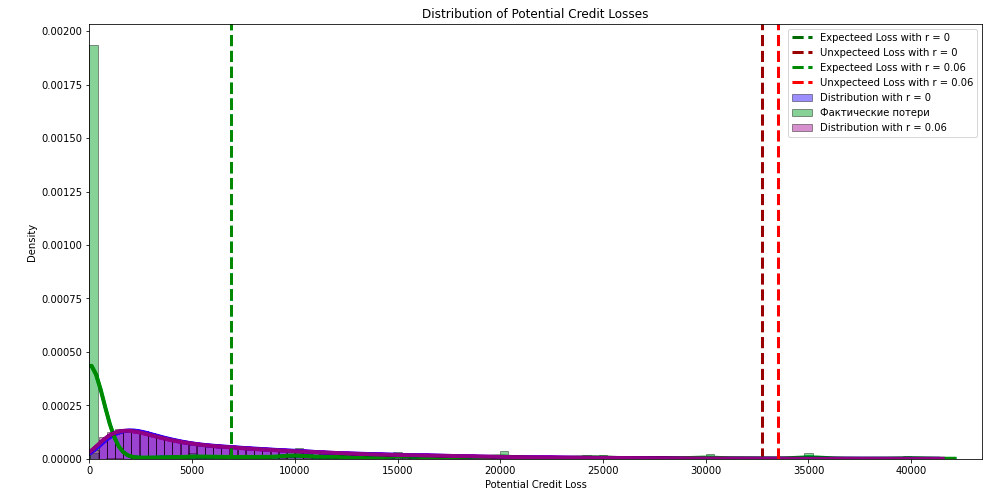 Distribution of Potential Credit Losses
0.00200
0.00175
0.00150
0.00125
0.00100
0.00075
0.00050
0.00025
0.00000
Density
Expecteed Loss with r = 0
Unxpecteed Loss with r = 0
Expecteed Loss with r = 0.06
Unxpecteed Loss with r = 0.06
Distribution with r = 0
Фактические потери
Distribution with r = 0.06
0 5000 10000 15000 20000 25000 30000 35000 40000
Potential Credit Loss